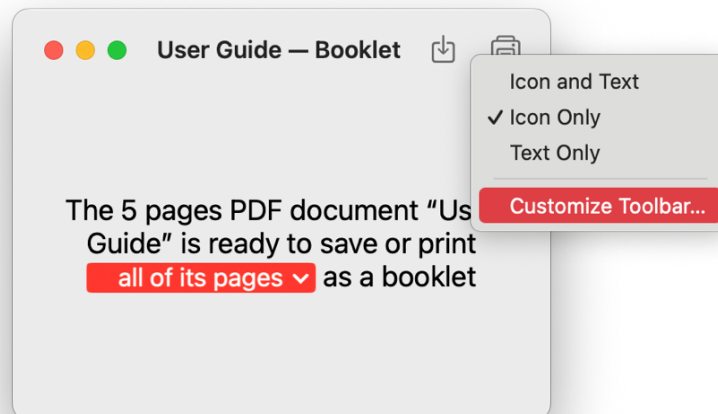 User Guide — Booklet
Icon and Text
Icon Only
Text Only
Customize Toolbar...
The 5 pages PDF document “Us
Guide” is ready to save or print
all of its pages as a booklet